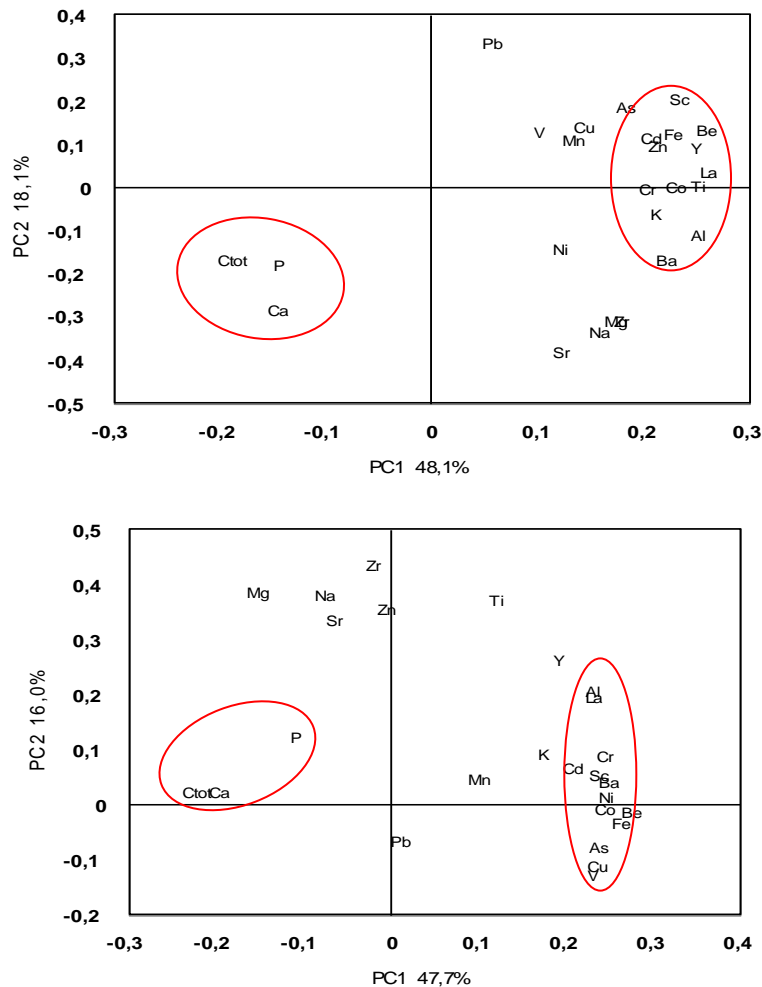 0,4
Pb
0,3
As Sc
0,2
V Cu Mn Cd Fe Be
0,1
Zn Y
La
0
Cr Co Ti
K
-0,1
Al
Ni Ba
Ctot P
-0,2
Ca
-0,3
Mg Zr
Na
Sr
-0,4
-0,5
PC2 18,1%
-0,3 -0,2 -0,1 0 0,1 0,2 0,3
PC1 48,1%
0,5
Zr
0,4
Mg Na Ti
Zn
Sr
0,3
Y
0,2
Al
La
P
0,1
K Cr
Cd
Mn Sc
Ba
CtotCa Ni
0
Co Be
Fe
Pb As
-0,1
Cu
V
-0,2
PC2 16,0%
-0,3 -0,2 -0,1 0 0,1 0,2 0,3 0,4
PC1 47,7%